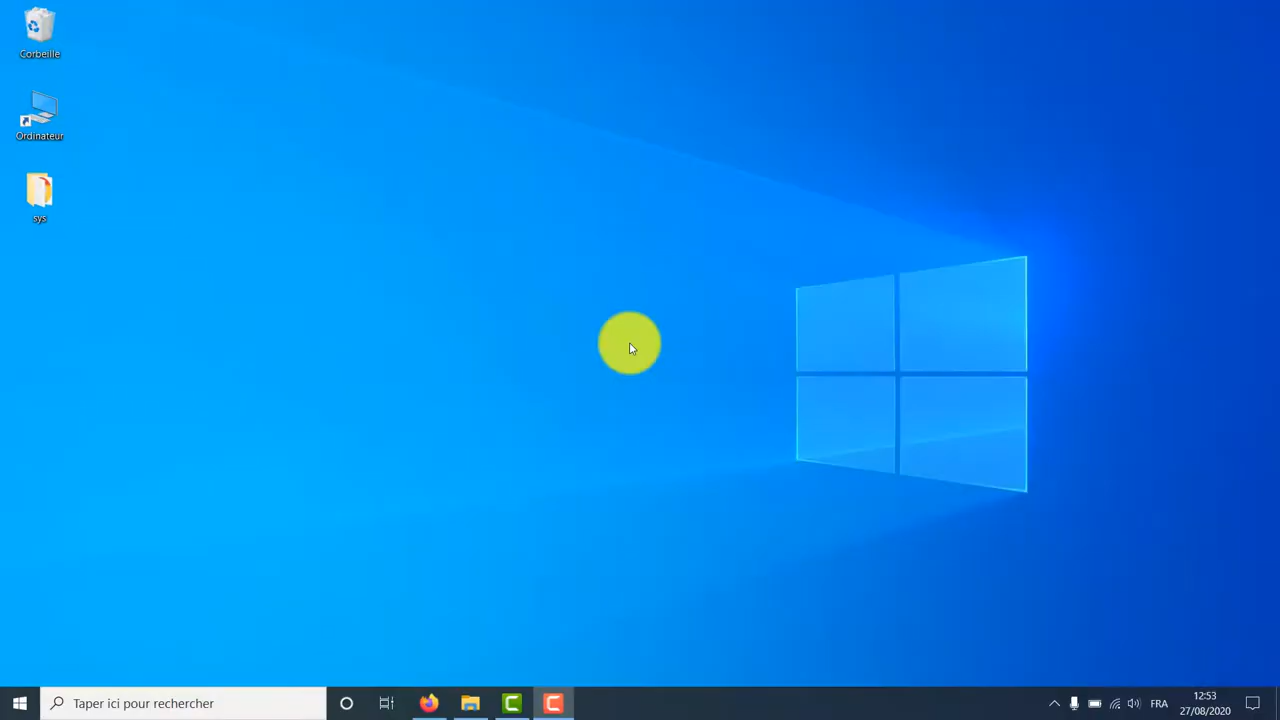 Corbeille
Ordinateur
sys
Taper ici pour rechercher
FRA
12:53
27/08/2020